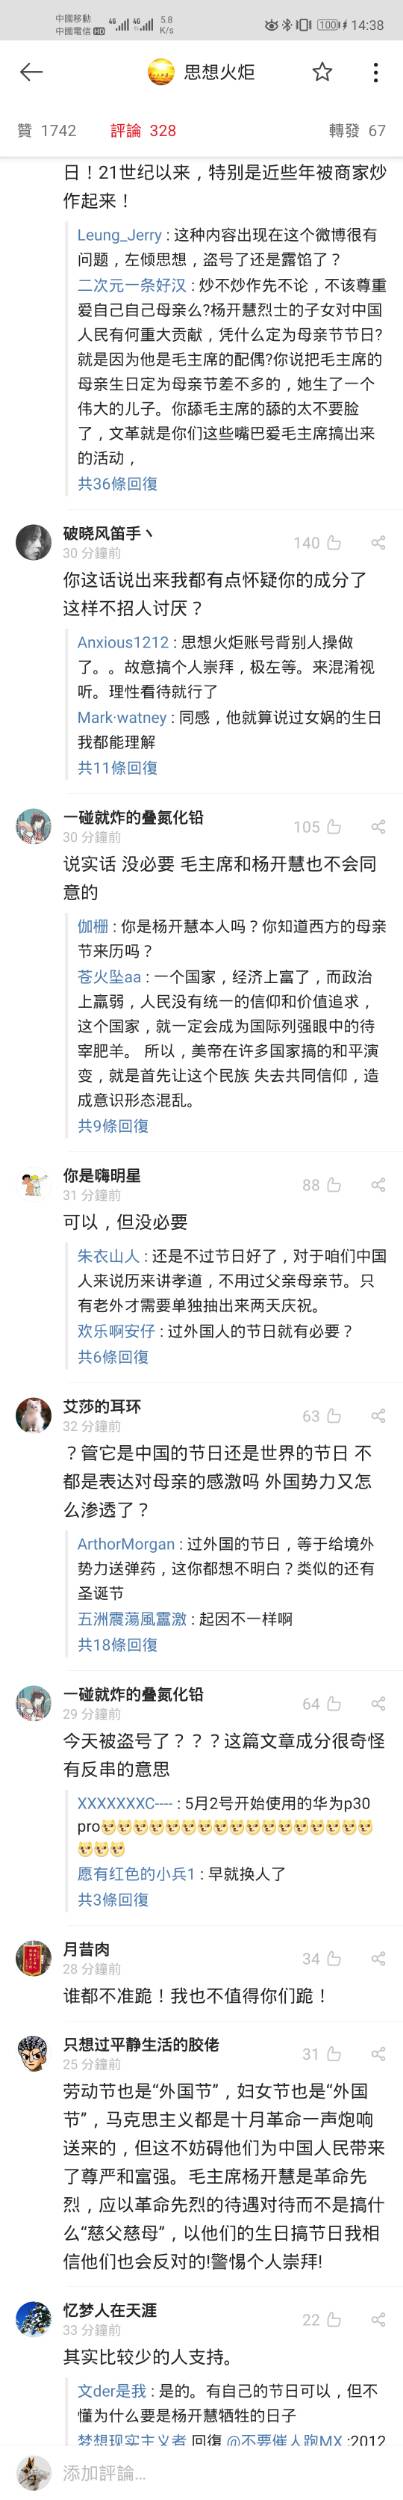 中國移動 4G 4G 5.8 100 14:38
中國電信 HD K/s
思想火炬
贊 1742 評論 328 轉發 67
日！21世纪以来，特别是近些年被商家炒
作起来！
Leung_Jerry : 这种内容出现在这个微博很有
问题，左倾思想，盗号了还是露馅了？
二次元一条好汉 : 炒不炒作先不论，不该尊重
爱自己自己母亲么?杨开慧烈士的子女对中国
人民有何重大贡献，凭什么定为母亲节节日?
就是因为他是毛主席的配偶?你说把毛主席的
母亲生日定为母亲节差不多的，她生了一个
伟大的儿子。你舔毛主席的舔的太不要脸
了，文革就是你们这些嘴巴爱毛主席搞出来
的活动，
共36條回復
破晓风笛手丶
30 分鐘前
140
你这话说出来我都有点怀疑你的成分了
这样不招人讨厌？
Anxious1212 : 思想火炬账号背别人操做
了。。故意搞个人崇拜，极左等。来混淆视
听。理性看待就行了
Mark·watney : 同感，他就算说过女娲的生日
我都能理解
共11條回復
一碰就炸的叠氮化铅
30 分鐘前
105
说实话 没必要 毛主席和杨开慧也不会同
意的
伽栅 : 你是杨开慧本人吗？你知道西方的母亲
节来历吗？
苍火坠aa : 一个国家，经济上富了，而政治
上羸弱，人民没有统一的信仰和价值追求，
这个国家，就一定会成为国际列强眼中的待
宰肥羊。 所以，美帝在许多国家搞的和平演
变，就是首先让这个民族 失去共同信仰，造
成意识形态混乱。
共9條回復
你是嗨明星
31 分鐘前
88
可以，但没必要
朱衣山人 : 还是不过节日好了，对于咱们中国
人来说历来讲孝道，不用过父亲母亲节。只
有老外才需要单独抽出来两天庆祝。
欢乐啊安仔 : 过外国人的节日就有必要？
共6條回復
艾莎的耳环
32 分鐘前
63
？管它是中国的节日还是世界的节日 不
都是表达对母亲的感激吗 外国势力又怎
么渗透了？
ArthorMorgan : 过外国的节日，等于给境外
势力送弹药，这你都想不明白？类似的还有
圣诞节
五洲震蕩風靁激 : 起因不一样啊
共18條回復
一碰就炸的叠氮化铅
29 分鐘前
64
今天被盗号了？？？这篇文章成分很奇怪
有反串的意思
XXXXXXXC---- : 5月2号开始使用的华为p30
pro
愿有红色的小兵1 : 早就换人了
共3條回復
月昔肉
28 分鐘前
34
谁都不准跪！我也不值得你们跪！
只想过平静生活的胶佬
25 分鐘前
31
劳动节也是“外国节”，妇女节也是“外国
节”，马克思主义都是十月革命一声炮响
送来的，但这不妨碍他们为中国人民带来
了尊严和富强。毛主席杨开慧是革命先
烈，应以革命先烈的待遇对待而不是搞什
么“慈父慈母”，以他们的生日搞节日我相
信他们也会反对的!警惕个人崇拜!
忆梦人在天涯
33 分鐘前
22
其实比较少的人支持。
文der是我 : 是的。有自己的节日可以，但不
懂为什么要是杨开慧牺牲的日子
梦想现实主义者 回復 @不要催人跑MX :2012
添加評論...